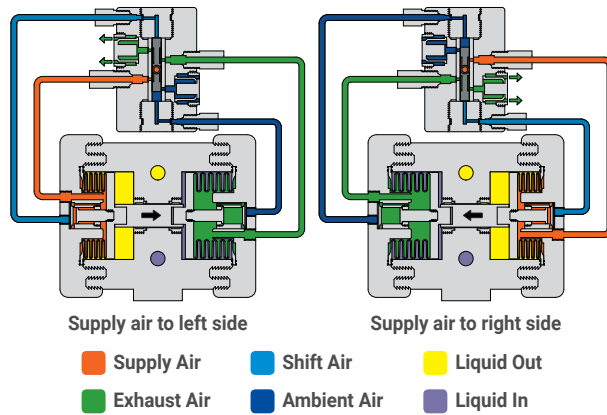 Supply air to left side
Supply air to right side
Supply Air
Shift Air
Liquid Out
Exhaust Air
Ambient Air
Liquid In